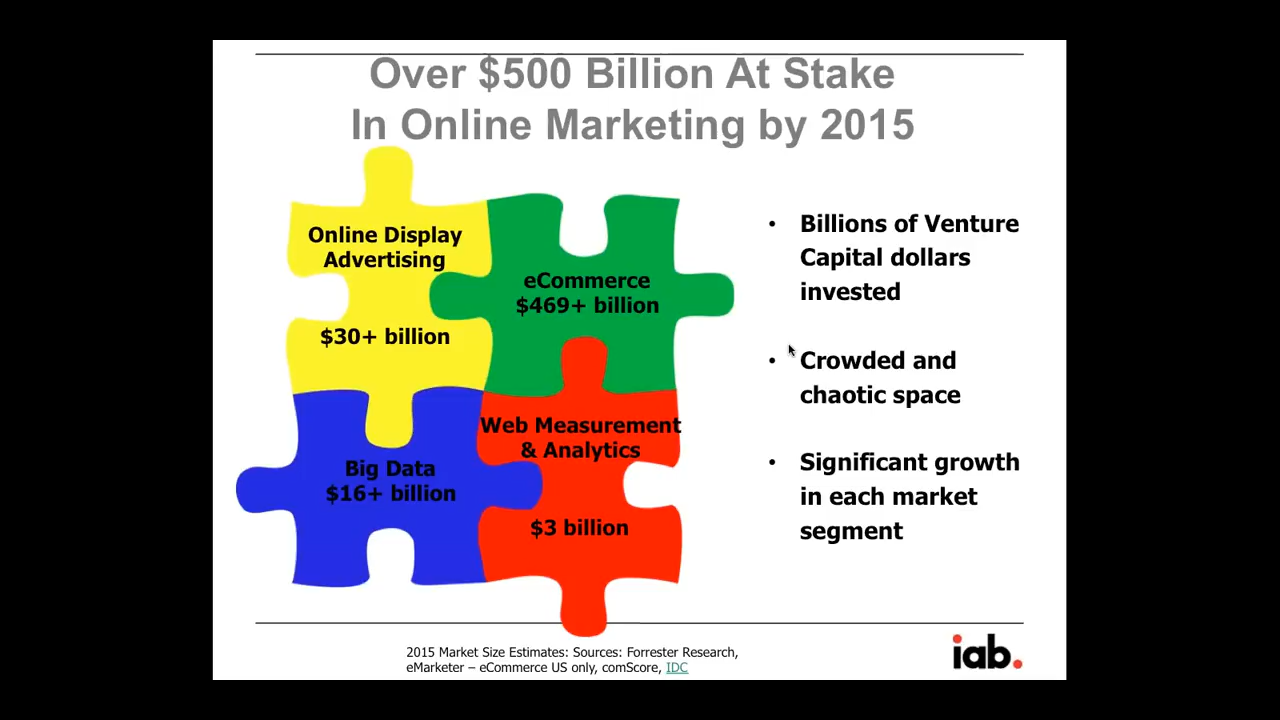 Over $500 Billion At Stake
In Online Marketing by 2015
Online Display
Advertising
$30+ billion
eCommerce
$469+ billion
Big Data
$16+ billion
Web Measurement
& Analytics
$3 billion
• Billions of Venture
Capital dollars
invested
• Crowded and
chaotic space
• Significant growth
in each market
segment
2015 Market Size Estimates: Sources: Forrester Research,
eMarketer – eCommerce US only, comScore, IDC
iab.